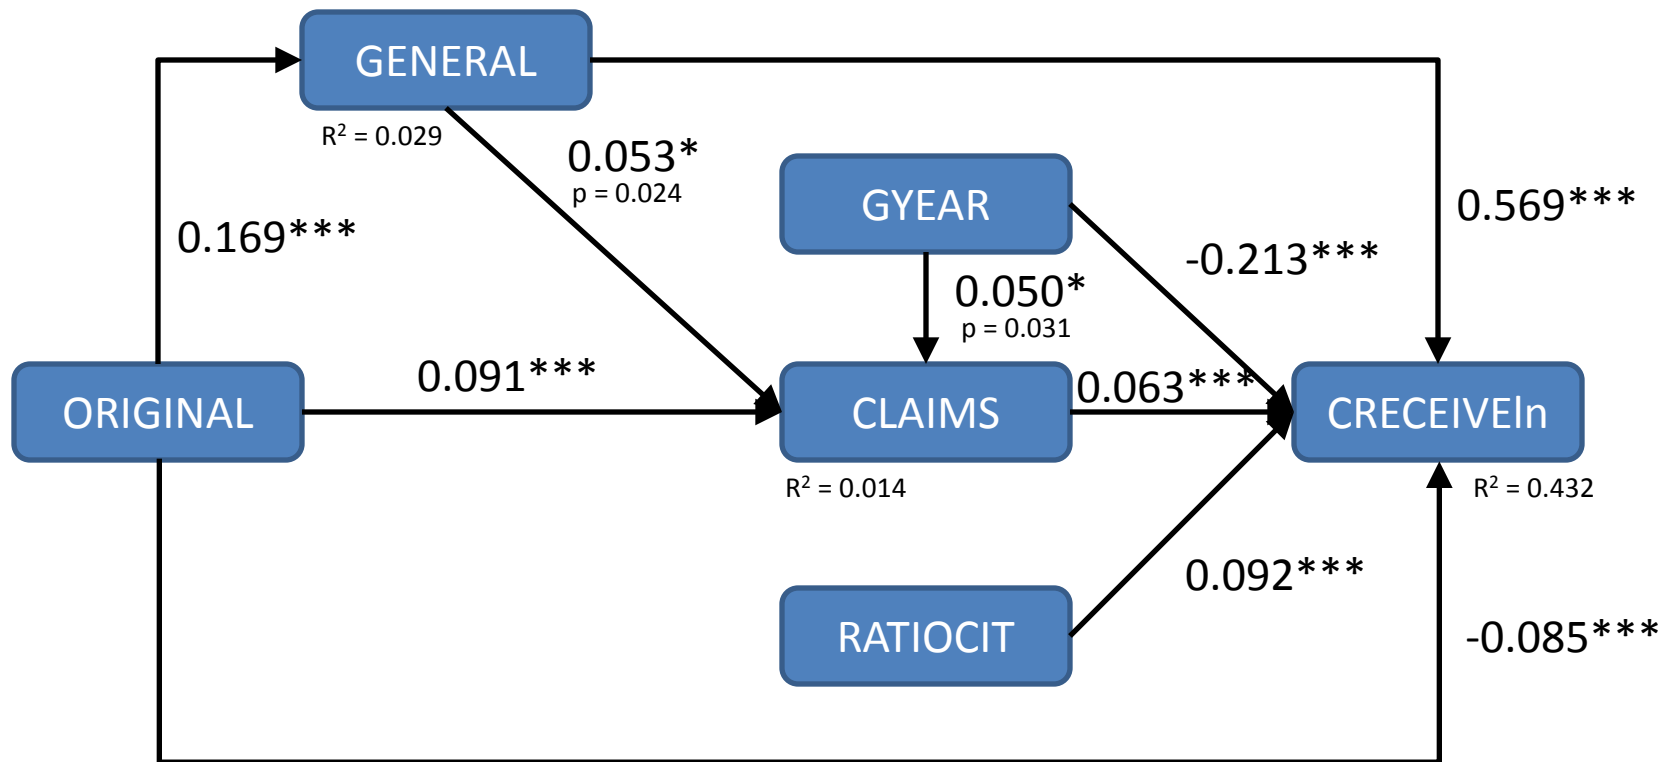 GENERAL
R² = 0.029
0.053*
p = 0.024
GYEAR
0.569***
0.169***
-0.213***
0.050*
p = 0.031
0.091***
0.063***
ORIGINAL
CLAIMS
CRECEIVEln
R² = 0.014
R² = 0.432
0.092***
RATIOCIT
-0.085***